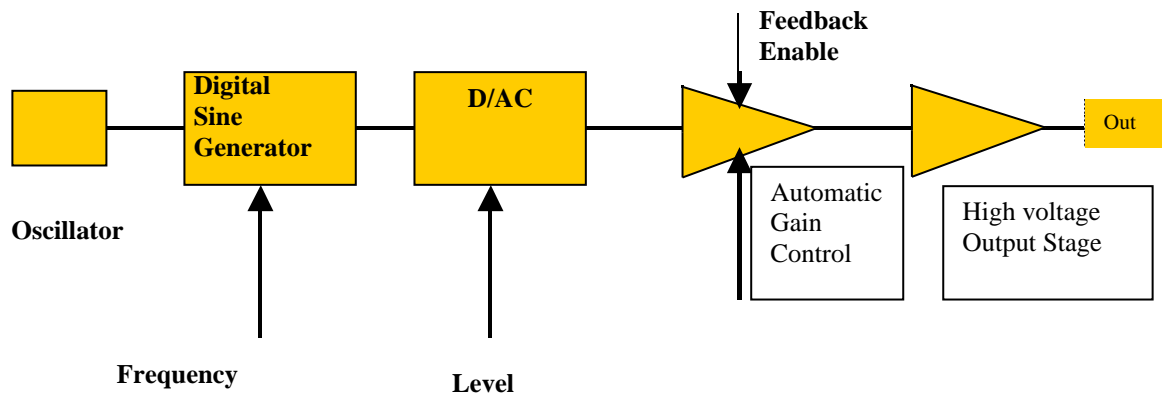 Feedback
Enable
Digital
Sine
Generator
D/AC
Out
Oscillator
Automatic
Gain
Control
High voltage
Output Stage
Frequency
Level